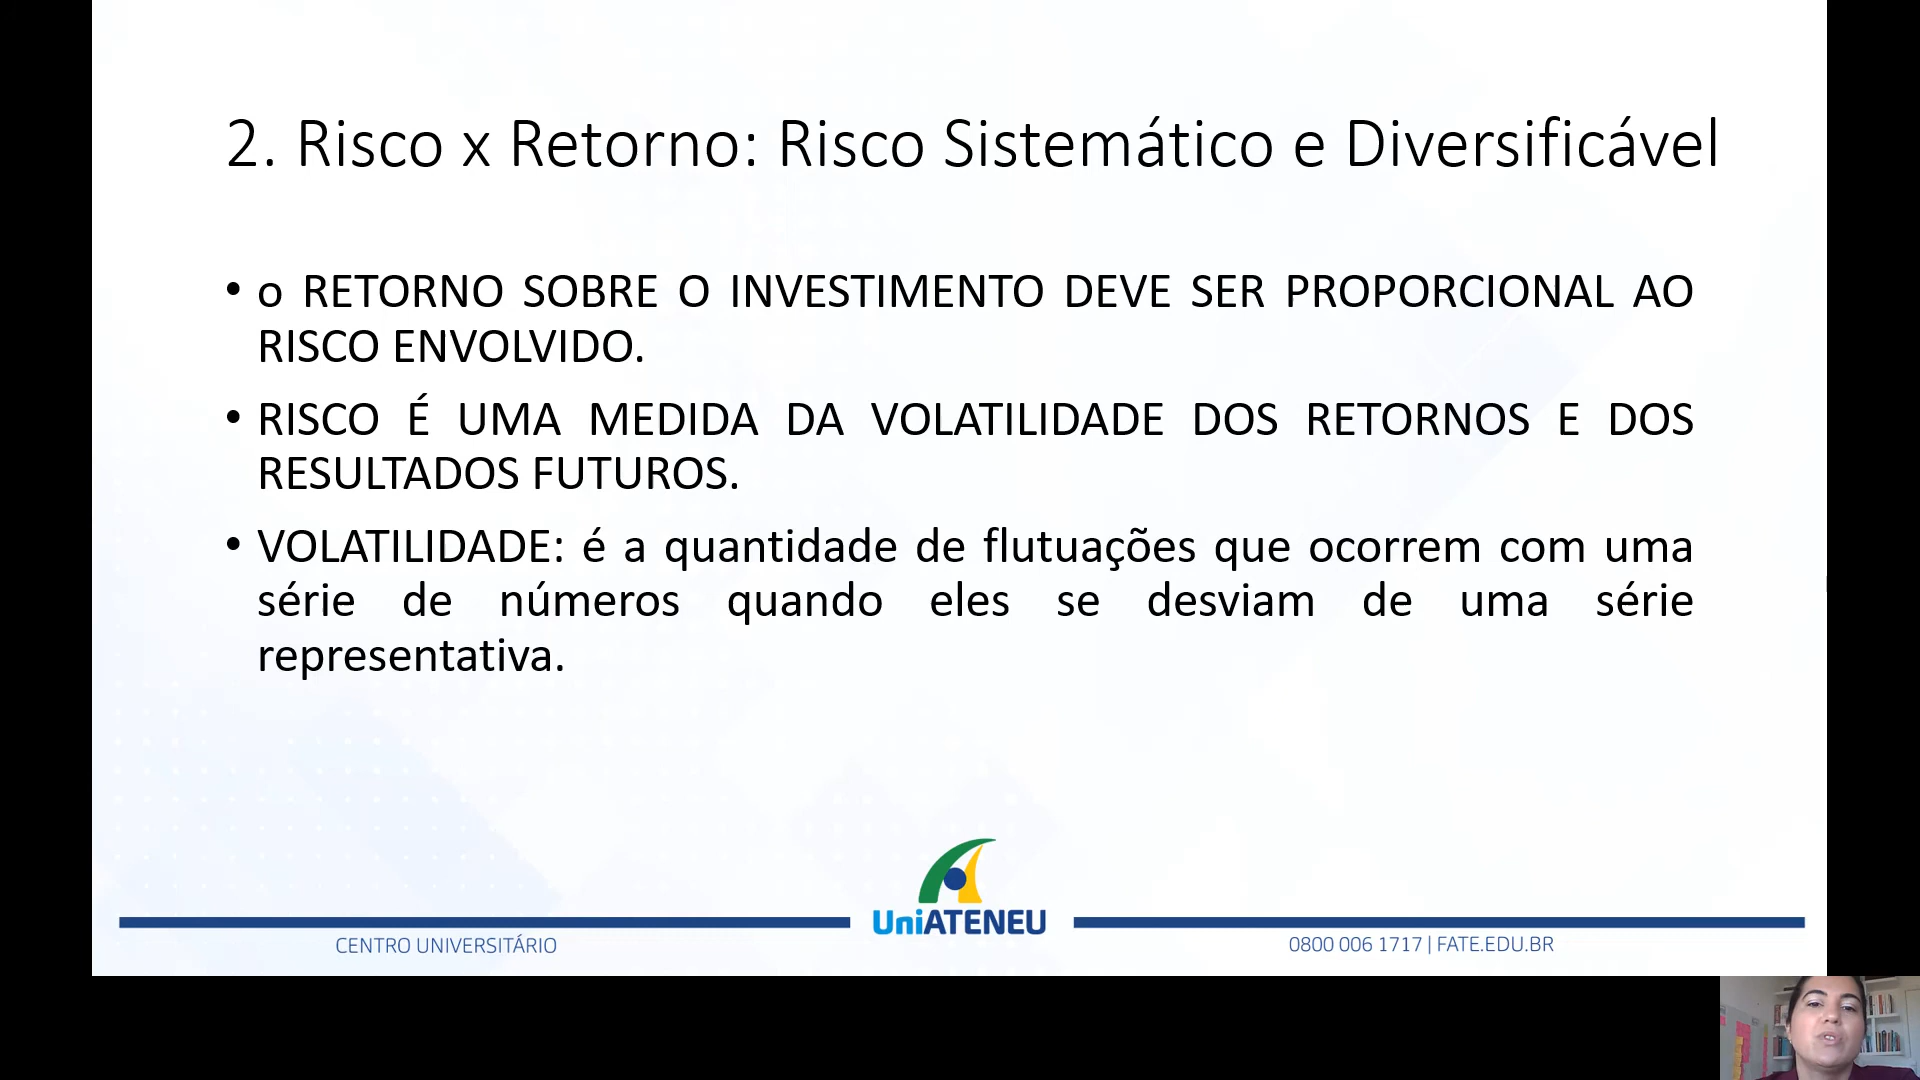 2. Risco x Retorno: Risco Sistemático e Diversificável
• o RETORNO SOBRE O INVESTIMENTO DEVE SER PROPORCIONAL AO
RISCO ENVOLVIDO.
• RISCO É UMA MEDIDA DA VOLATILIDADE DOS RETORNOS E DOS
RESULTADOS FUTUROS.
• VOLATILIDADE: é a quantidade de flutuações que ocorrem com uma
série de números quando eles se desviam de uma série
representativa.
UniATENEU
CENTRO UNIVERSITÁRIO
0800 006 1717 | FATE.EDU.BR